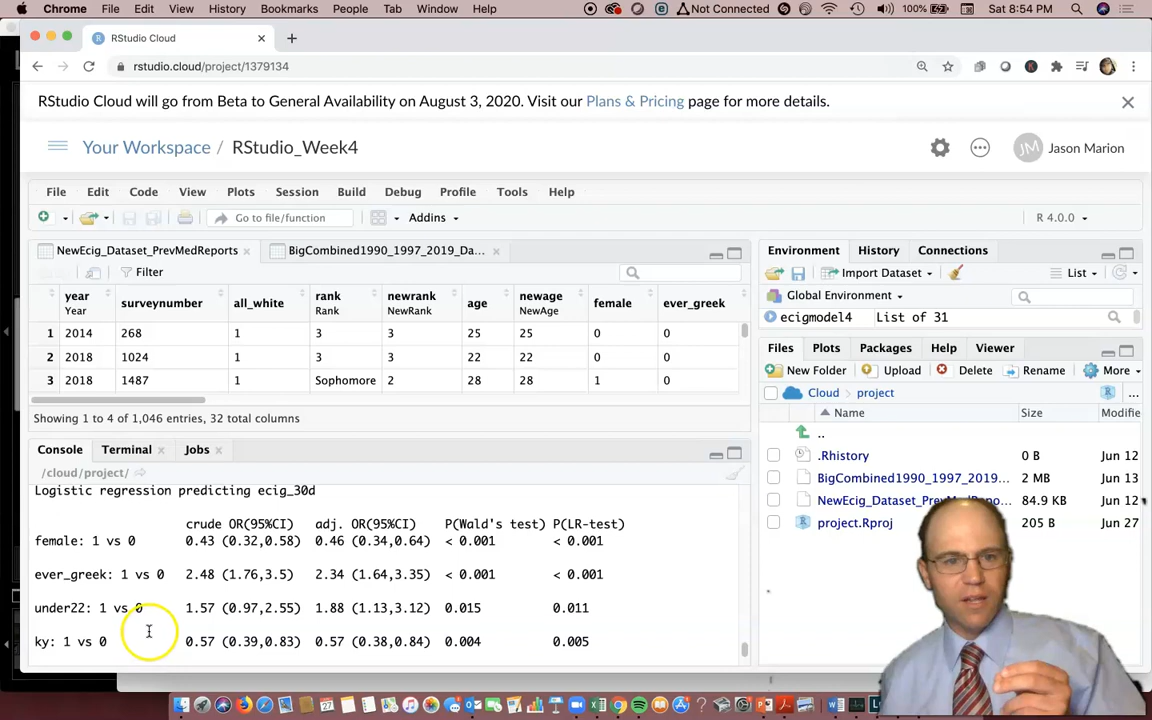 Chrome File Edit View History Bookmarks People Tab Window Help Not Connected 100% Sat 8:54 PM
RStudio Cloud
rstudio.cloud/project/1379134
RStudio Cloud will go from Beta to General Availability on August 3, 2020. Visit our Plans & Pricing page for more details.
Your Workspace / RStudio_Week4
JM Jason Marion
File Edit Code View Plots Session Build Debug Profile Tools Help
Go to file/function Addins R 4.0.0
NewEcig_Dataset_PrevMedReports BigCombined1990_1997_2019_Da...
Filter
year survey​number all_white rank newrank age newage female ever_greek
Year Rank NewRank NewAge
1 2014 268 1 3 3 25 25 0 0
2 2018 1024 1 3 3 22 22 0 0
3 2018 1487 1 Sophomore 2 28 28 1 0
Showing 1 to 4 of 1,046 entries, 32 total columns
Console Terminal Jobs
/cloud/project/
Logistic regression predicting ecig_30d
crude OR(95%CI) adj. OR(95%CI) P(Wald's test) P(LR-test)
female: 1 vs 0 0.43 (0.32,0.58) 0.46 (0.34,0.64) < 0.001 < 0.001
ever_greek: 1 vs 0 2.48 (1.76,3.5) 2.34 (1.64,3.35) < 0.001 < 0.001
under22: 1 vs 0 1.57 (0.97,2.55) 1.88 (1.13,3.12) 0.015 0.011
ky: 1 vs 0 0.57 (0.39,0.83) 0.57 (0.38,0.84) 0.004 0.005
Environment History Connections
Import Dataset List
Global Environment
ecigmodel4 List of 31
Files Plots Packages Help Viewer
New Folder Upload Delete Rename More
Cloud project ...
Name Size Modifie
..
.Rhistory 0 B Jun 12
BigCombined1990_1997_2019... 2 MB Jun 13
NewEcig_Dataset_PrevMedRepo... 84.9 KB Jun 12
project.Rproj 205 B Jun 27